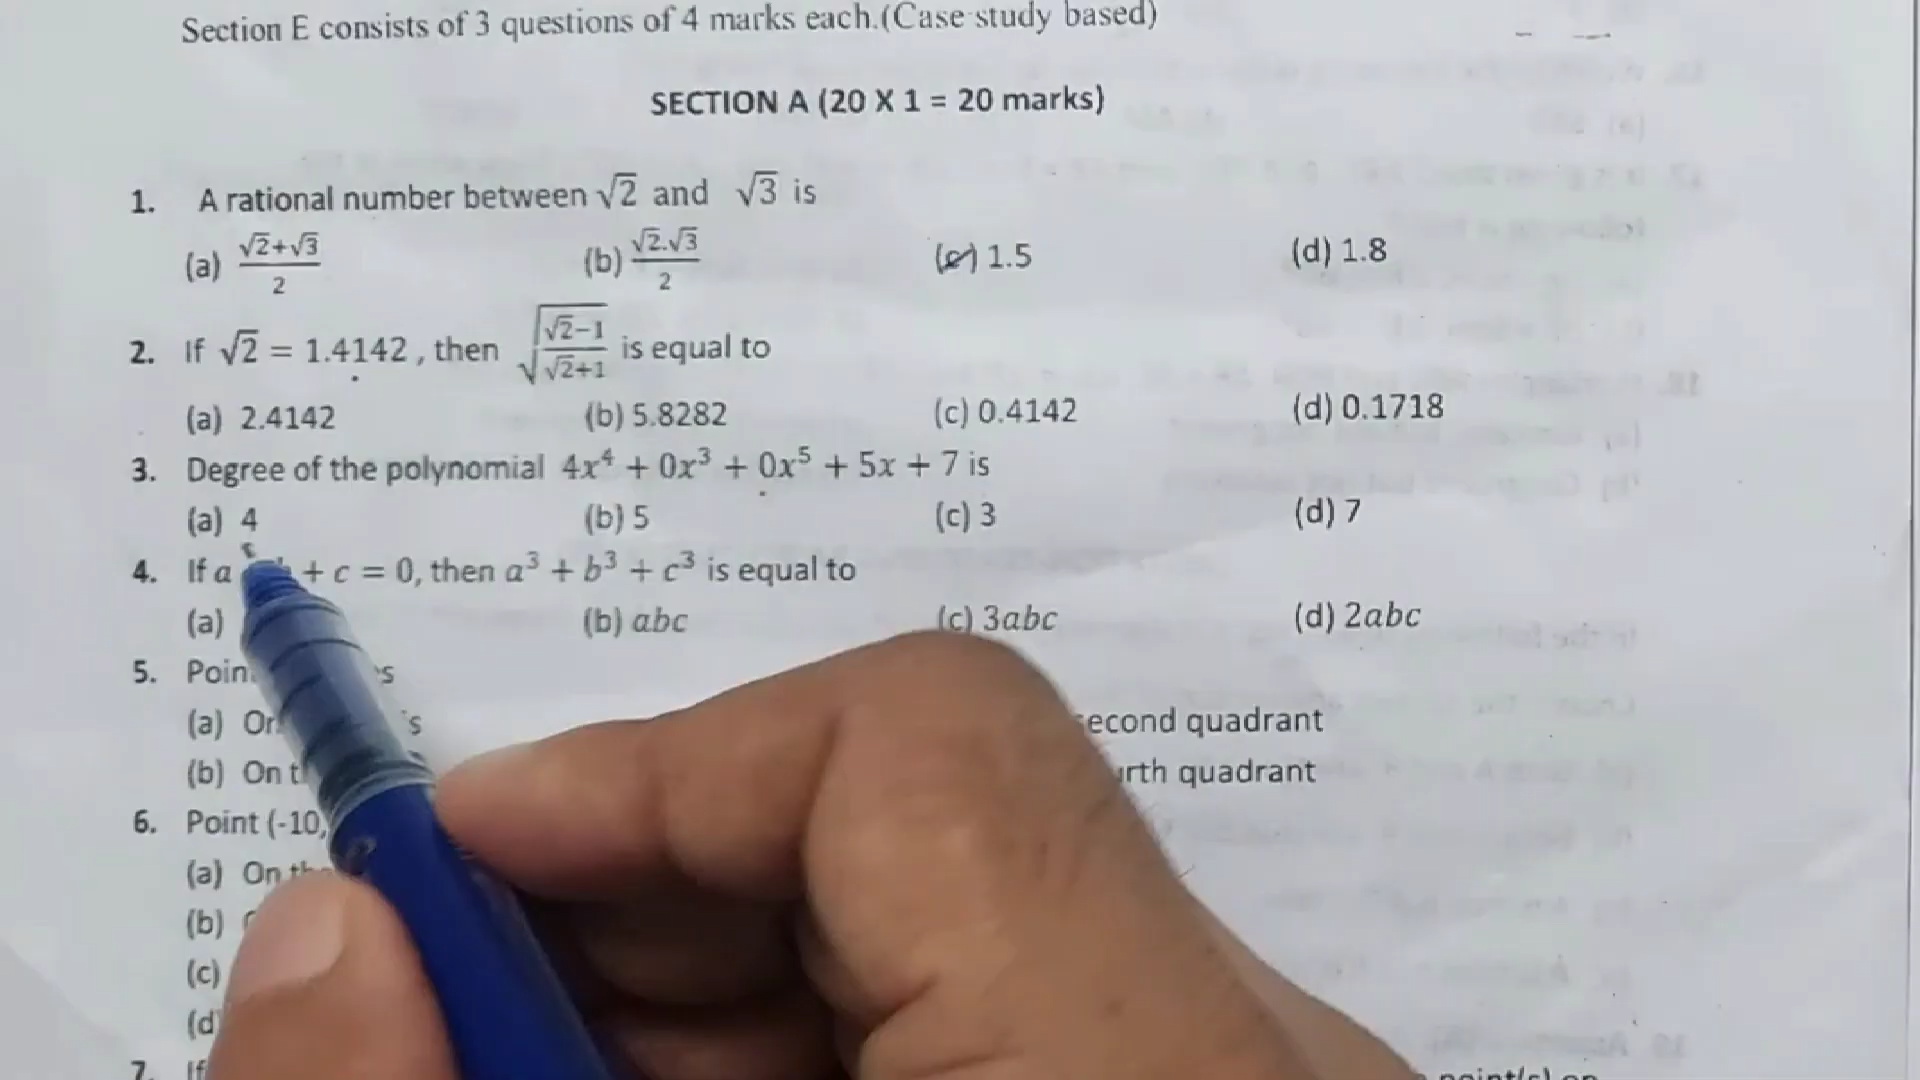 Section E consists of 3 questions of 4 marks each.(Case study based)
SECTION A (20 X 1 = 20 marks)
1. A rational number between √2 and √3 is
(a) (√2+√3)/2 (b) (√2.√3)/2 (c) 1.5 (d) 1.8
2. If √2 = 1.4142 , then √((√2−1)/(√2+1)) is equal to
(a) 2.4142 (b) 5.8282 (c) 0.4142 (d) 0.1718
3. Degree of the polynomial 4x⁴ + 0x³ + 0x⁵ + 5x + 7 is
(a) 4 (b) 5 (c) 3 (d) 7
4. If a + c = 0, then a³ + b³ + c³ is equal to
(a) (b) abc (c) 3abc (d) 2abc
5.
(a) quadrant
(b) On quadrant
6. Point (-10,
(a) On
(b)
(c)
(d)
7. If